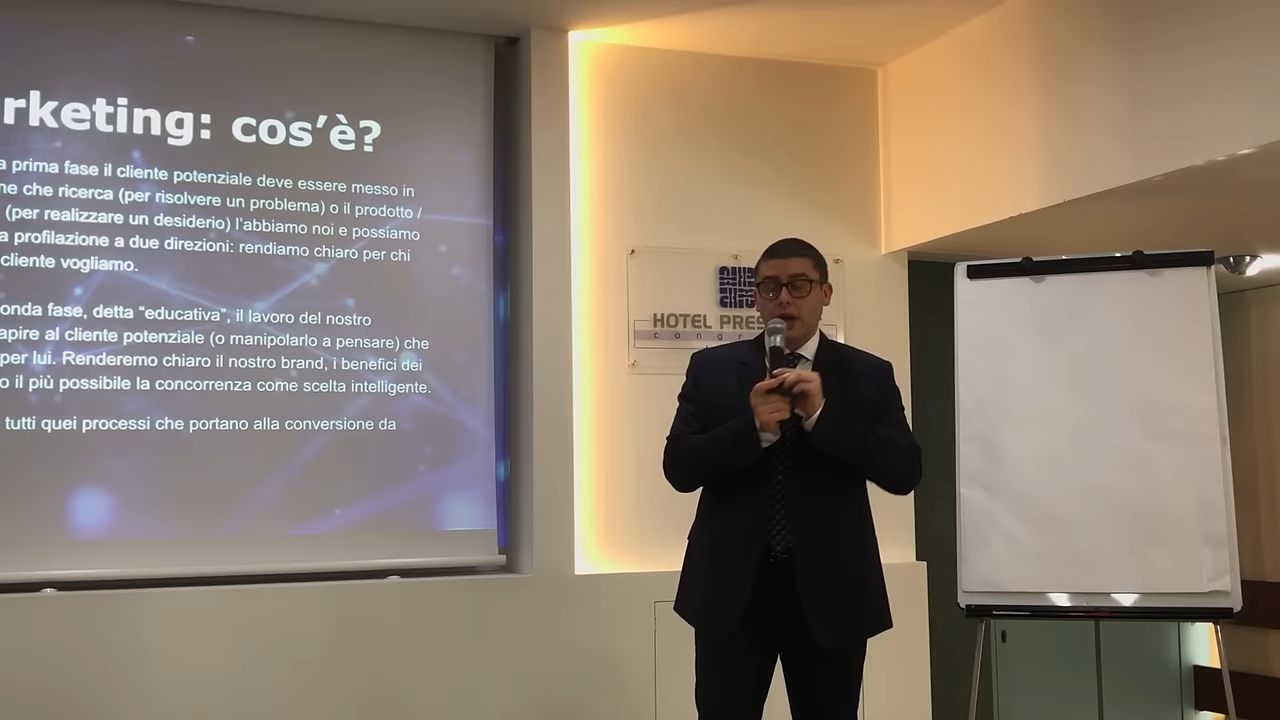 rketing: cos'è?
a prima fase il cliente potenziale deve essere messo in
ne che ricerca (per risolvere un problema) o il prodotto /
(per realizzare un desiderio) l'abbiamo noi e possiamo
a profilazione a due direzioni: rendiamo chiaro per chi
cliente vogliamo.
onda fase, detta “educativa”, il lavoro del nostro
apire al cliente potenziale (o manipolarlo a pensare) che
per lui. Renderemo chiaro il nostro brand, i benefici dei
o il più possibile la concorrenza come scelta intelligente.
tutti quei processi che portano alla conversione da
HOTEL PRES
congr